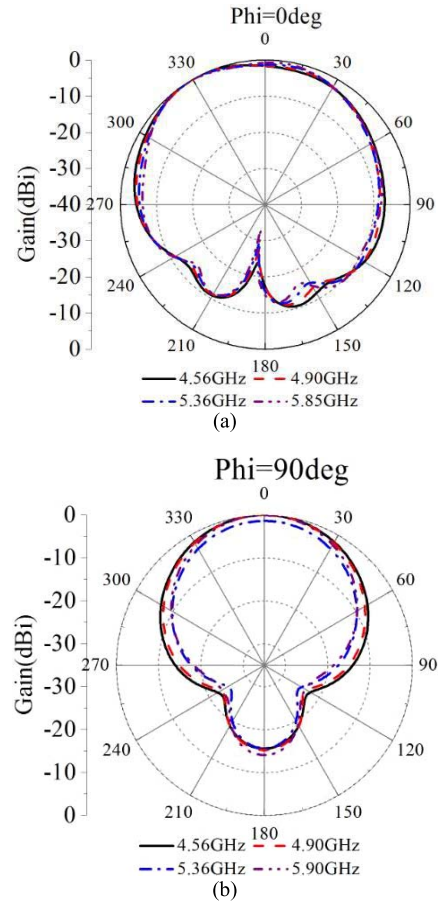 Phi=0deg
0
330
30
0
-10
300
60
-20
-30
Gain(dBi)
-40
270
90
-30
-20
240
120
-10
210
150
0
180
4.56GHz
4.90GHz
5.36GHz
5.85GHz
(a)
Phi=90deg
0
330
30
0
-10
300
60
-20
-30
Gain(dBi)
270
90
-30
-20
240
120
-10
210
150
0
180
4.56GHz
4.90GHz
5.36GHz
5.90GHz
(b)